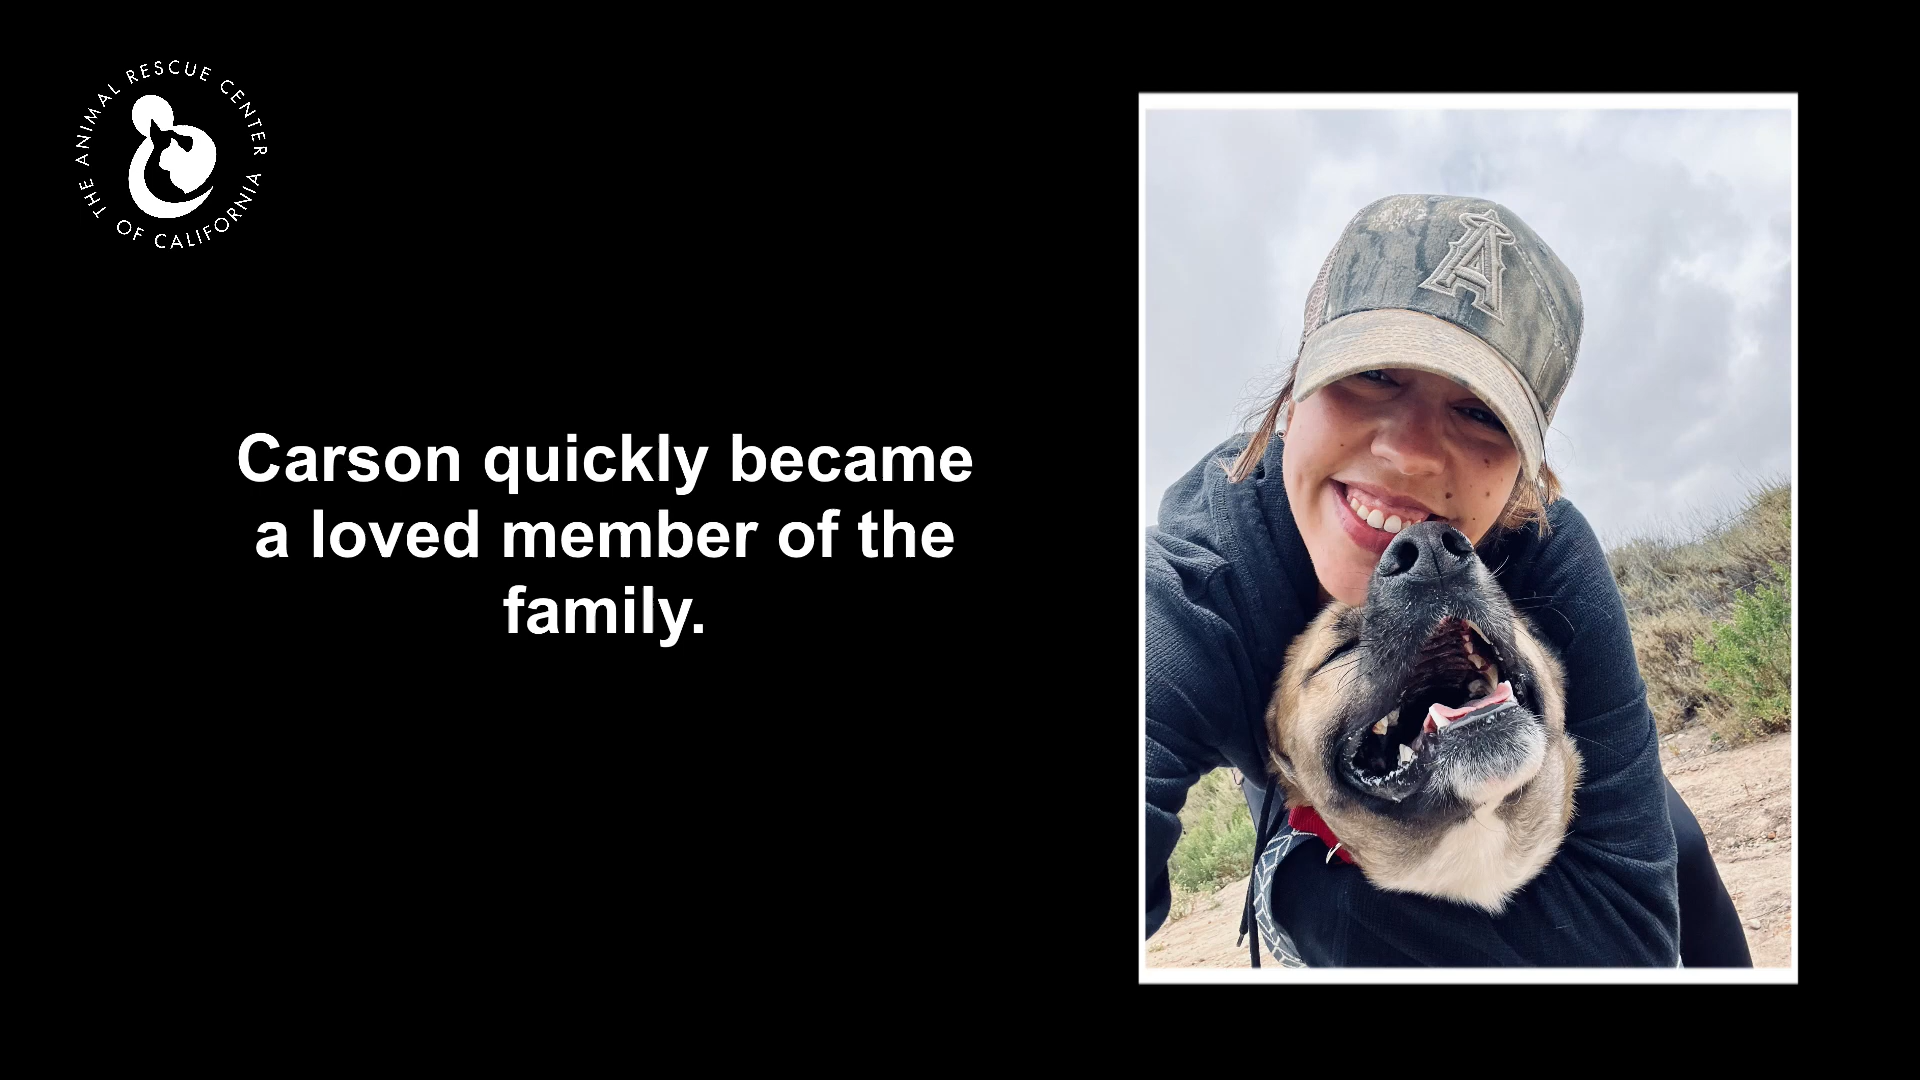 THE ANIMAL RESCUE CENTER
OF CALIFORNIA
A
Carson quickly became
a loved member of the
family.